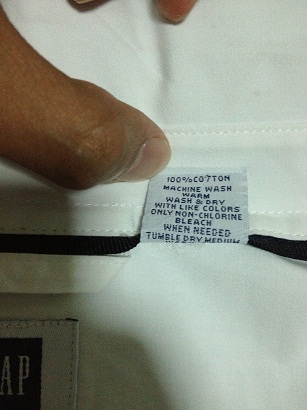 100% COTTON
MACHINE WASH
WARM
WASH & DRY
WITH LIKE COLORS
ONLY NON-CHLORINE
BLEACH
WHEN NEEDED
TUMBLE DRY MEDIUM
AP